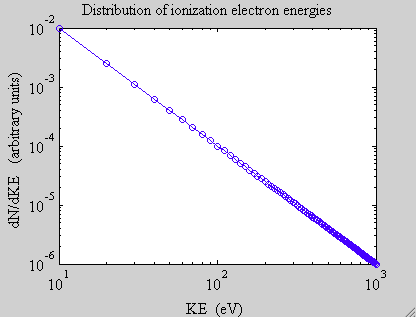 Distribution of ionization electron energies
dN/dKE (arbitrary units)
10^-2
10^-3
10^-4
10^-5
10^-6
10^1
10^2
10^3
KE (eV)